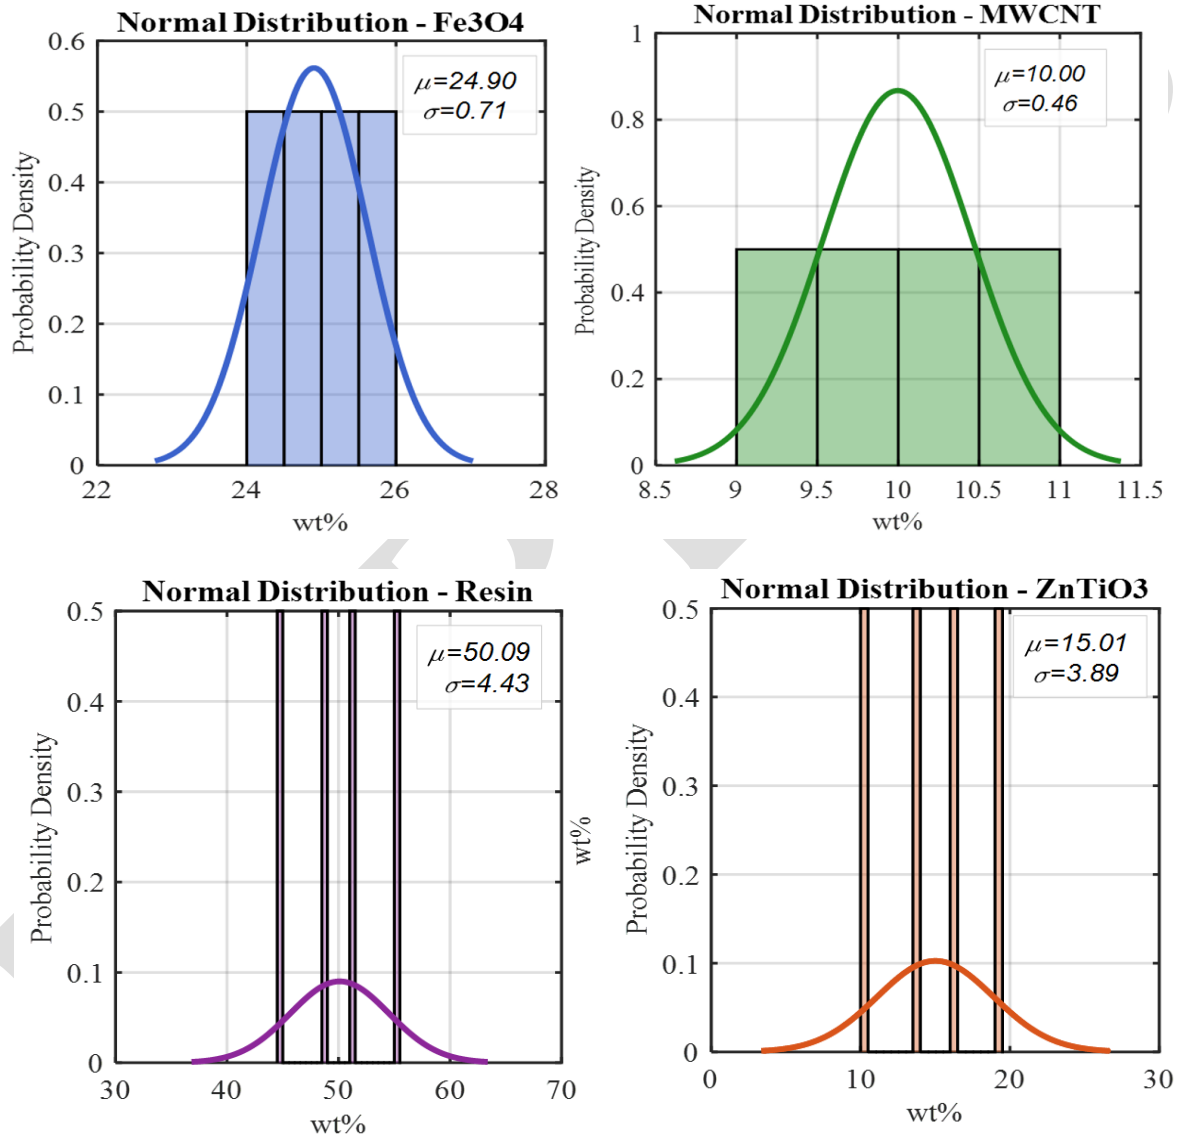 Normal Distribution - Fe3O4
0.6
0.5
0.4
0.3
0.2
0.1
0
Probability Density
μ=24.90
σ=0.71
22 24 26 28
wt%
Normal Distribution - MWCNT
1
0.8
0.6
0.4
0.2
0
Probability Density
μ=10.00
σ=0.46
8.5 9 9.5 10 10.5 11 11.5
wt%
Normal Distribution - Resin
0.5
0.4
0.3
0.2
0.1
0
Probability Density
μ=50.09
σ=4.43
30 40 50 60 70
wt%
wt%
Normal Distribution - ZnTiO3
0.5
0.4
0.3
0.2
0.1
0
Probability Density
μ=15.01
σ=3.89
0 10 20 30
wt%